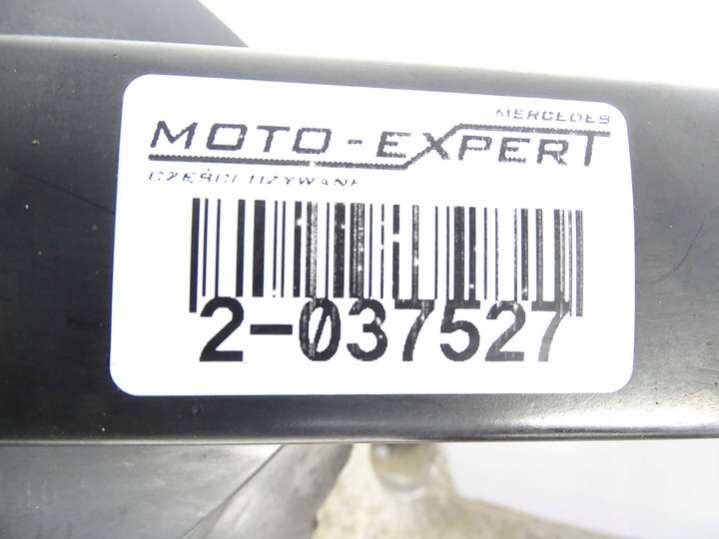 MERCEDES
MOTO-EXPERT
CZĘŚCI UŻYWANE
2-037527